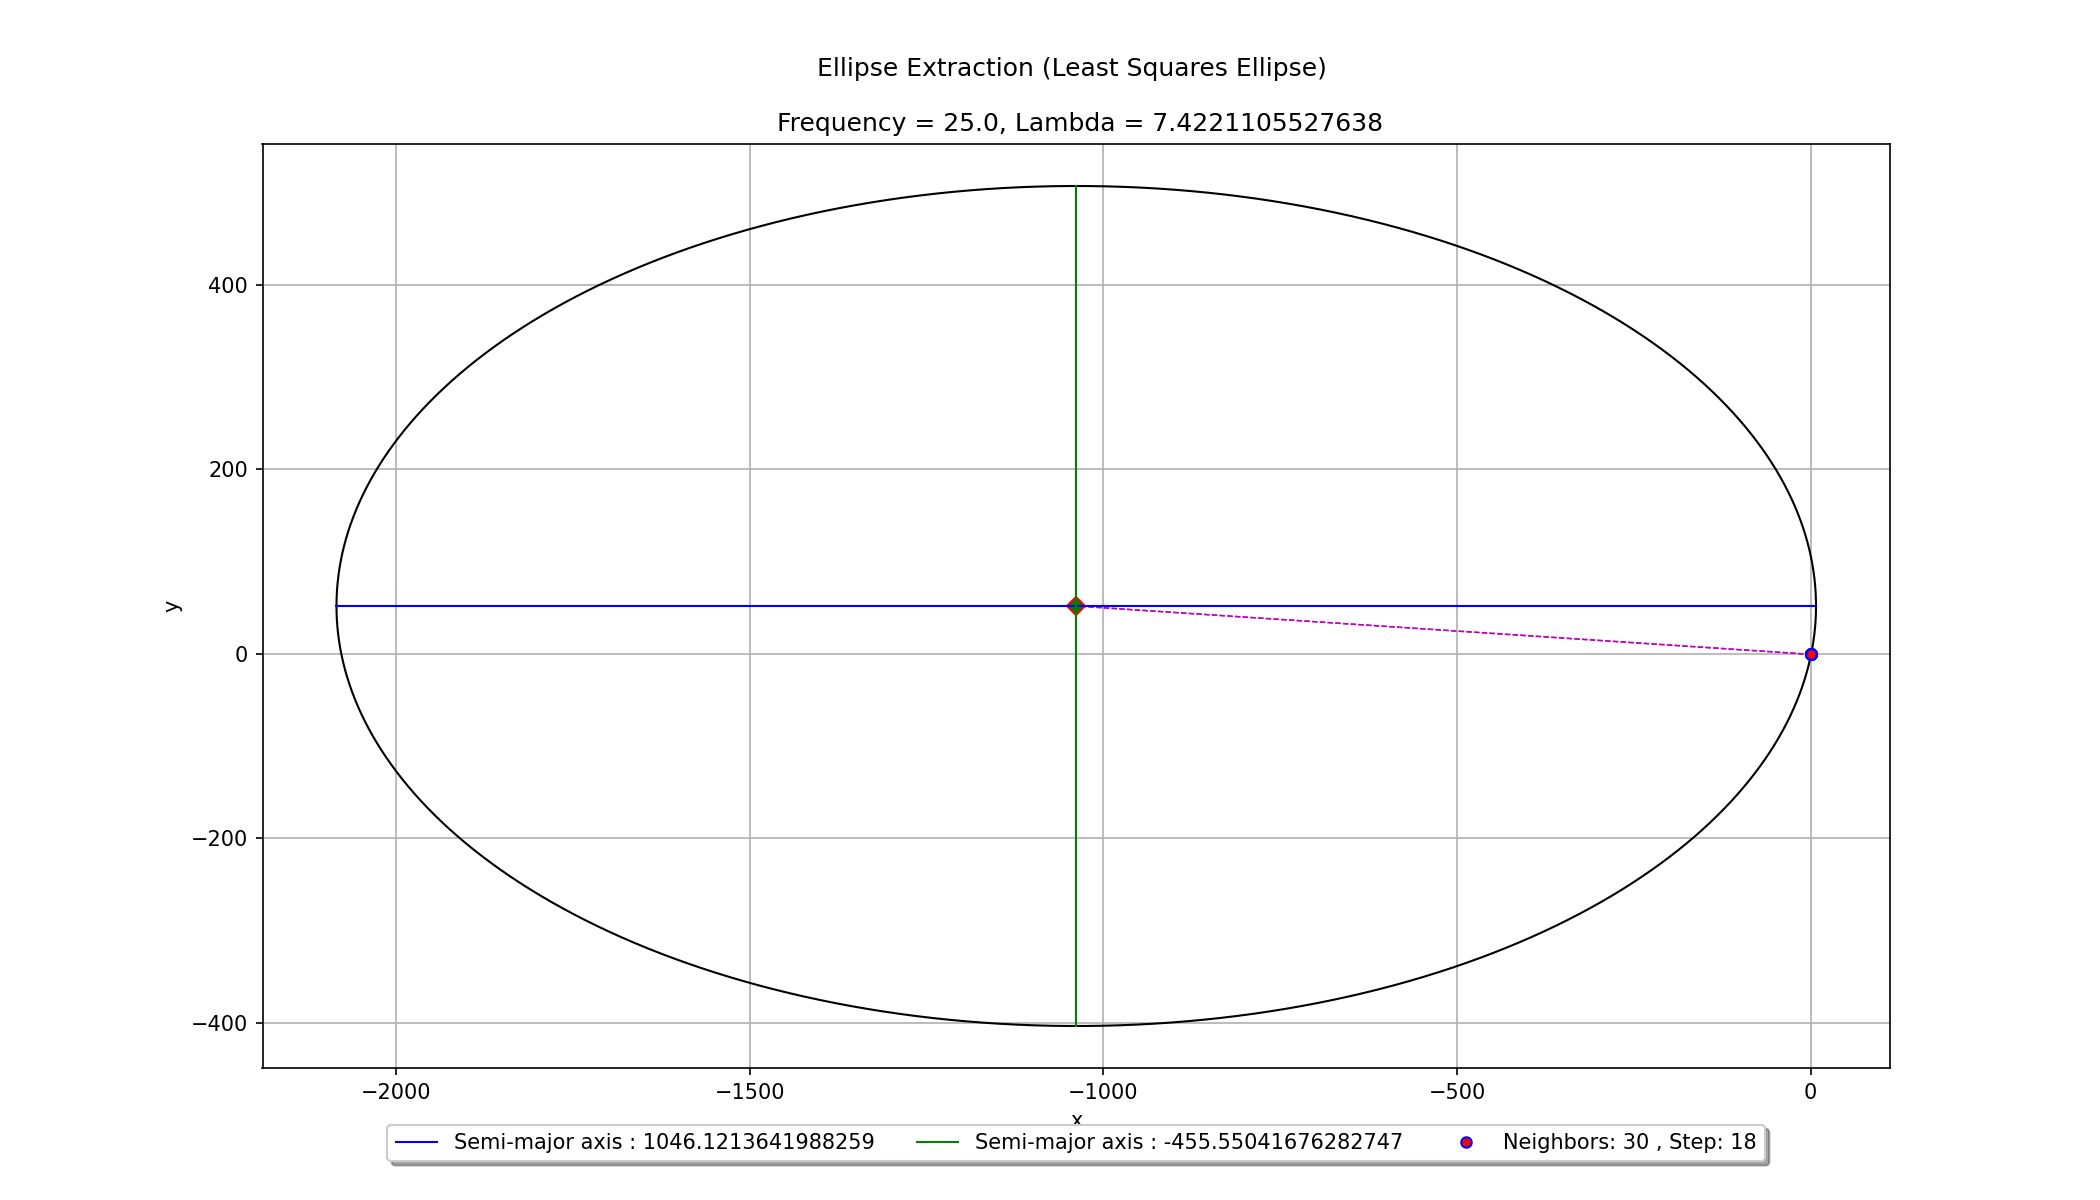 Ellipse Extraction (Least Squares Ellipse)
Frequency = 25.0, Lambda = 7.4221105527638
y
400
200
0
−200
−400
−2000 −1500 −1000 −500 0
x
Semi-major axis : 1046.1213641988259 Semi-major axis : -455.55041676282747 Neighbors: 30 , Step: 18